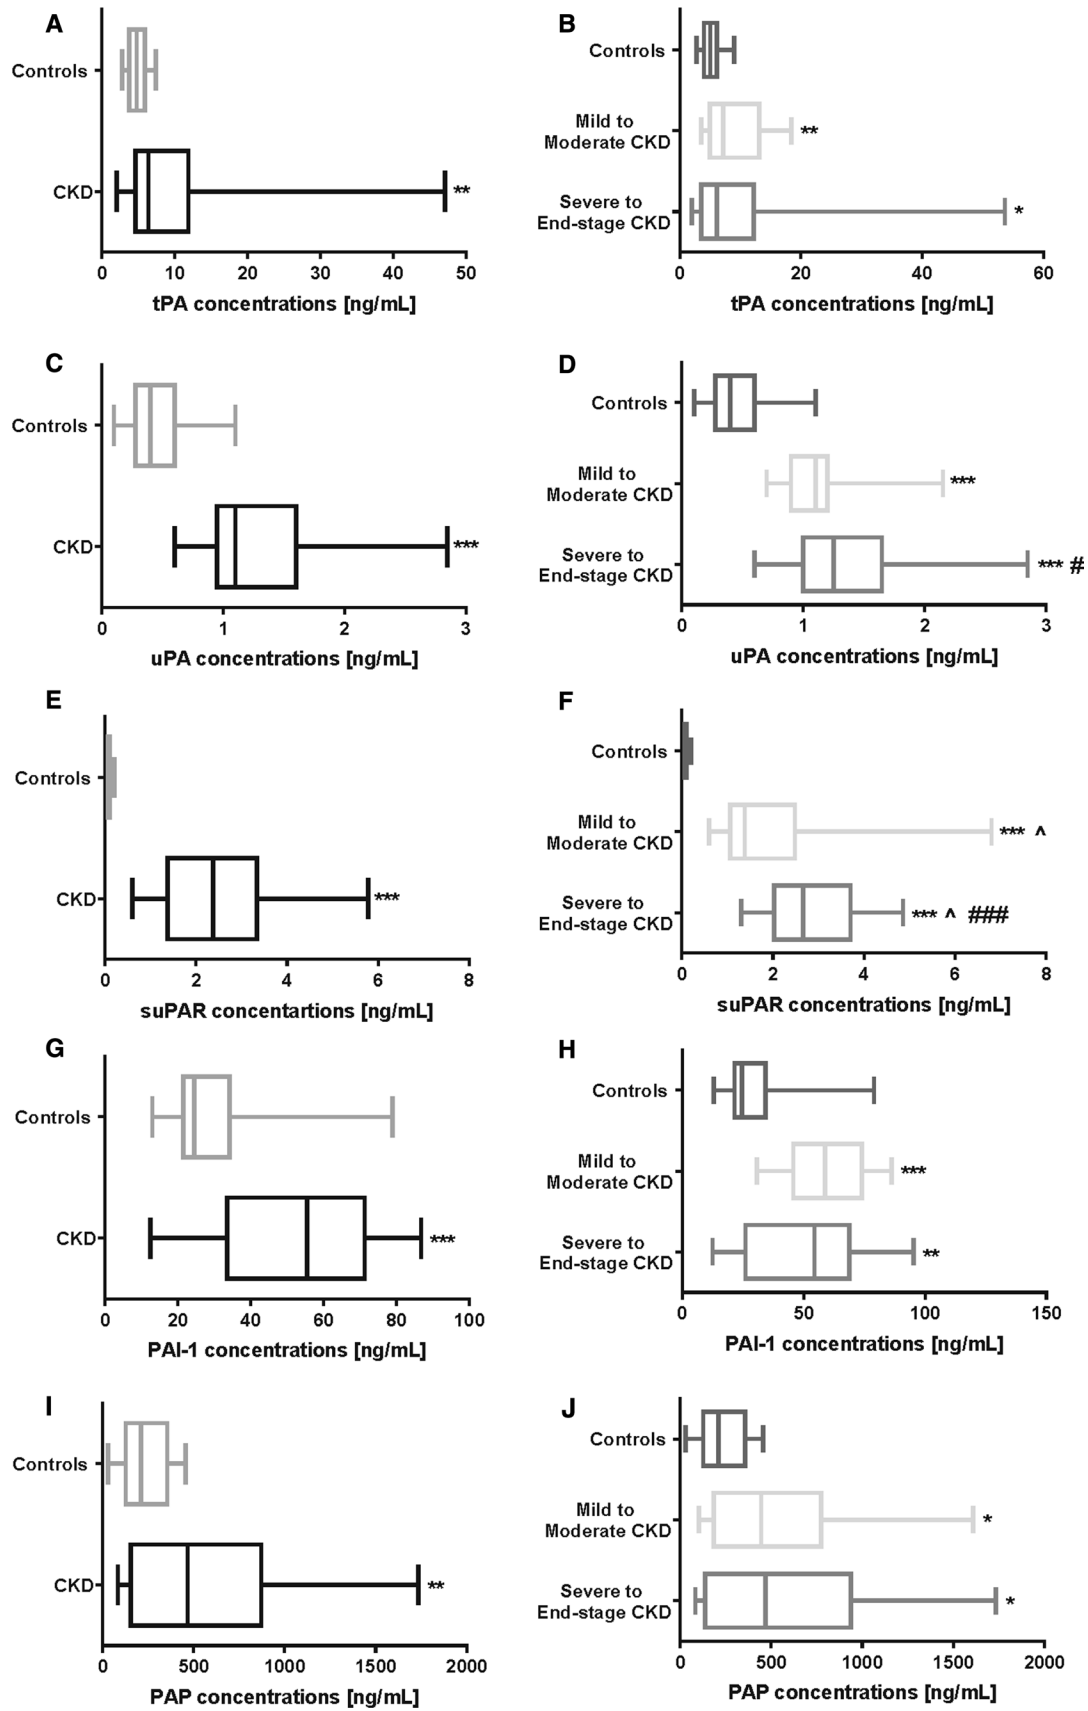 A
Controls
CKD
**
0 10 20 30 40 50
tPA concentrations [ng/mL]
B
Controls
Mild to
Moderate CKD
**
Severe to
End-stage CKD
*
0 20 40 60
tPA concentrations [ng/mL]
C
Controls
CKD
***
0 1 2 3
uPA concentrations [ng/mL]
D
Controls
Mild to
Moderate CKD
***
Severe to
End-stage CKD
*** #
0 1 2 3
uPA concentrations [ng/mL]
E
Controls
CKD
***
0 2 4 6 8
suPAR concentartions [ng/mL]
F
Controls
Mild to
Moderate CKD
*** ^
Severe to
End-stage CKD
*** ^ ###
0 2 4 6 8
suPAR concentrations [ng/mL]
G
Controls
CKD
***
0 20 40 60 80 100
PAI-1 concentrations [ng/mL]
H
Controls
Mild to
Moderate CKD
***
Severe to
End-stage CKD
**
0 50 100 150
PAI-1 concentrations [ng/mL]
I
Controls
CKD
**
0 500 1000 1500 2000
PAP concentrations [ng/mL]
J
Controls
Mild to
Moderate CKD
*
Severe to
End-stage CKD
*
0 500 1000 1500 2000
PAP concentrations [ng/mL]